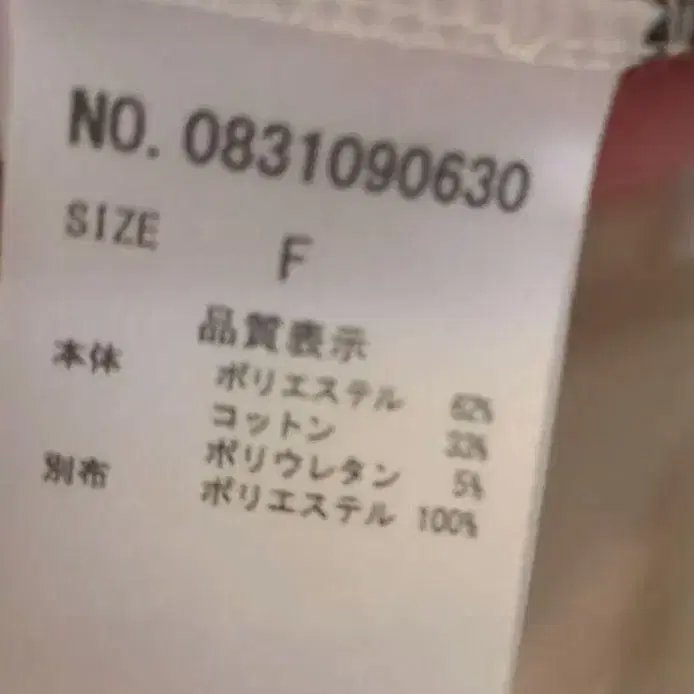 NO. 0831090630
SIZE F
品質表示
本体 ポリエステル 62%
コットン 33%
ポリウレタン 5%
別布 ポリエステル 100%